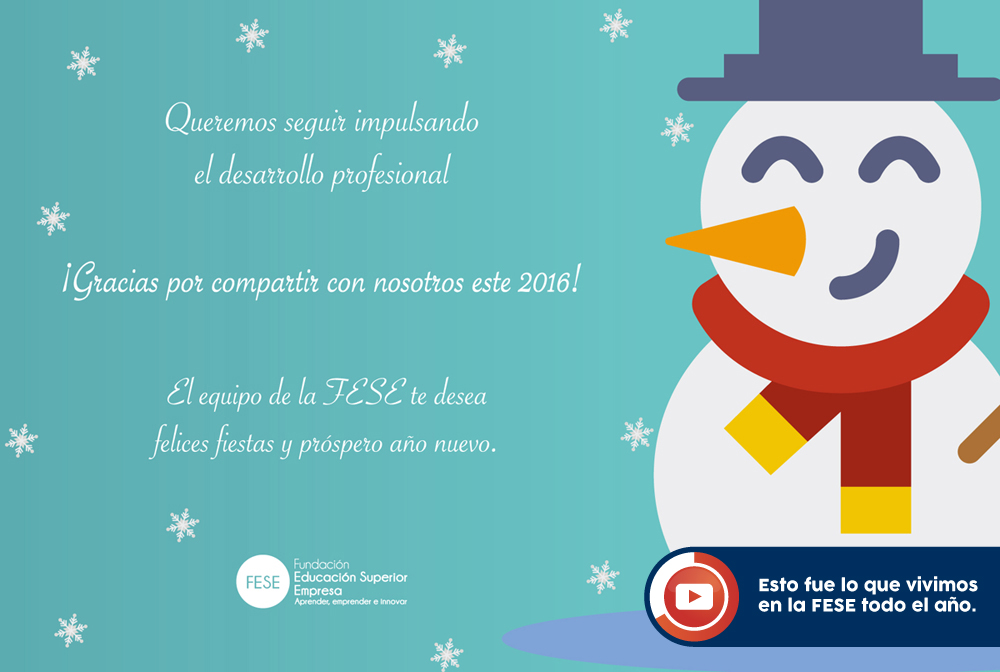 Queremos seguir impulsando
el desarrollo profesional
¡Gracias por compartir con nosotros este 2016!
El equipo de la FESE te desea
felices fiestas y próspero año nuevo.
FESE
Fundación
Educación Superior
Empresa
Aprender, emprender e innovar
Esto fue lo que vivimos
en la FESE todo el año.